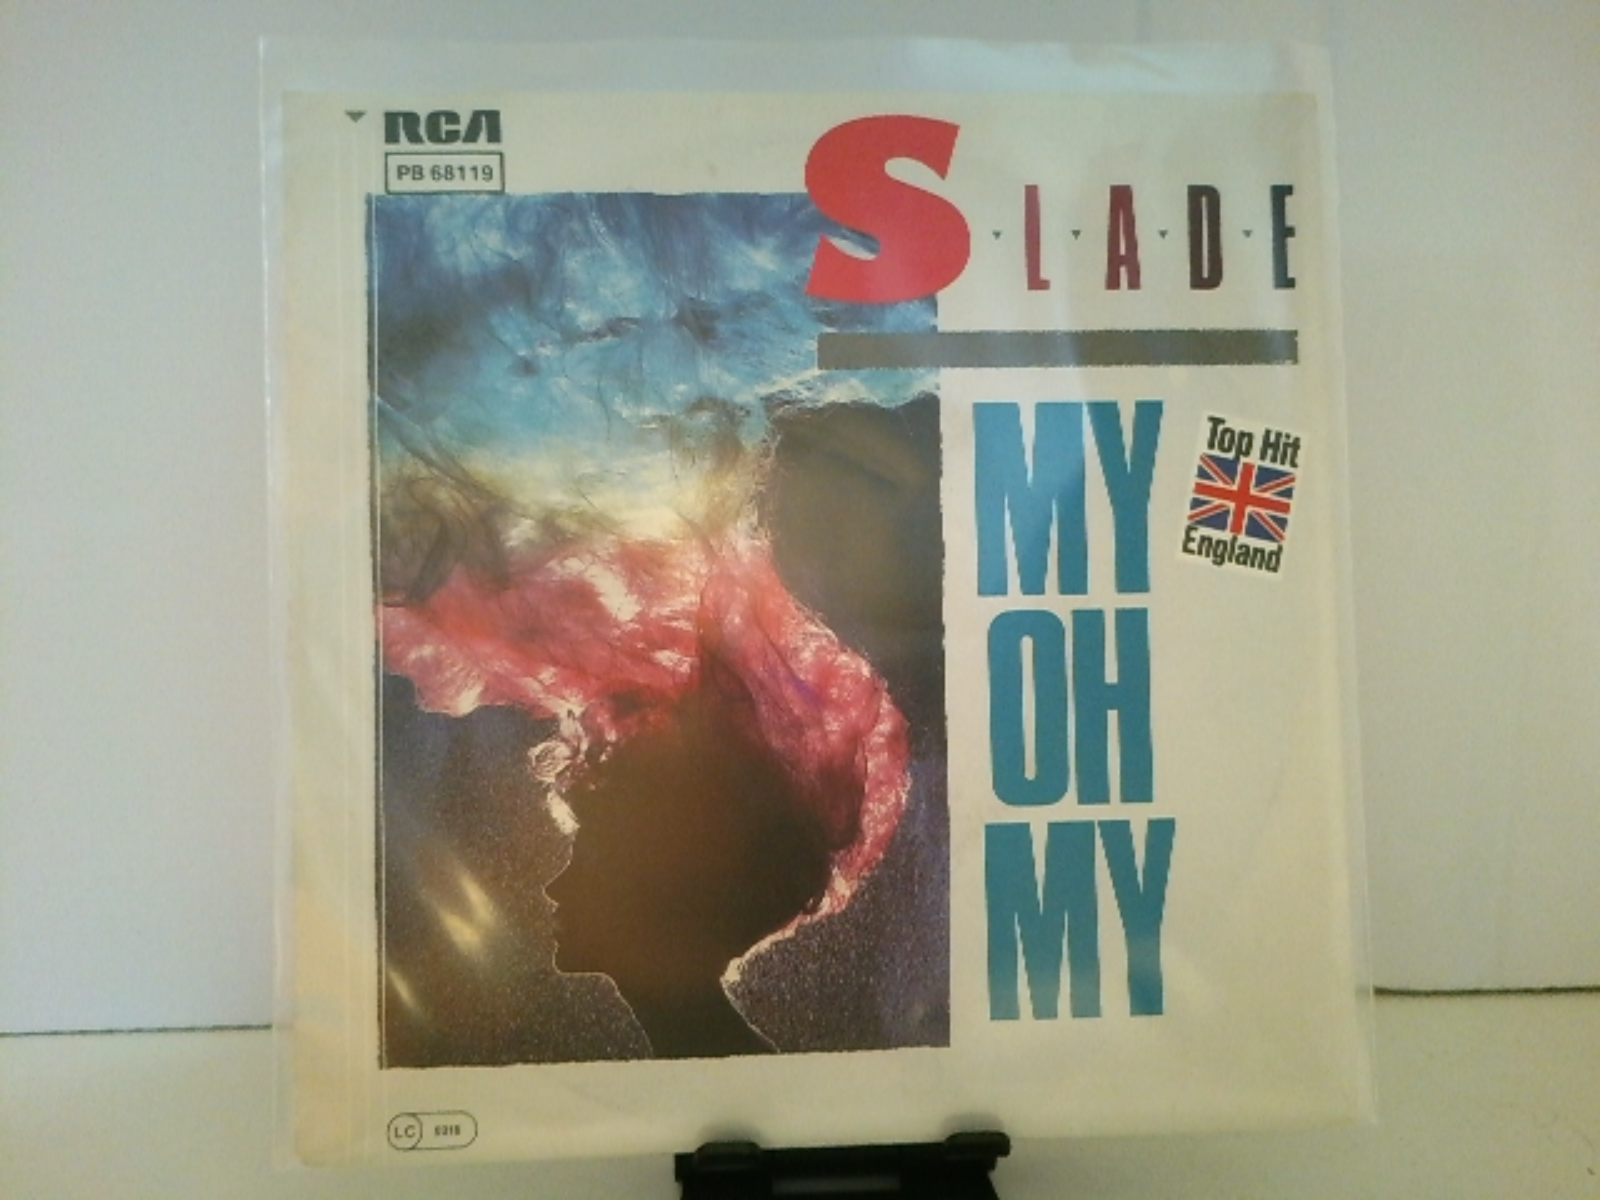 RCA
PB 68119
SLADE
MY
OH
MY
Top Hit
England
LC